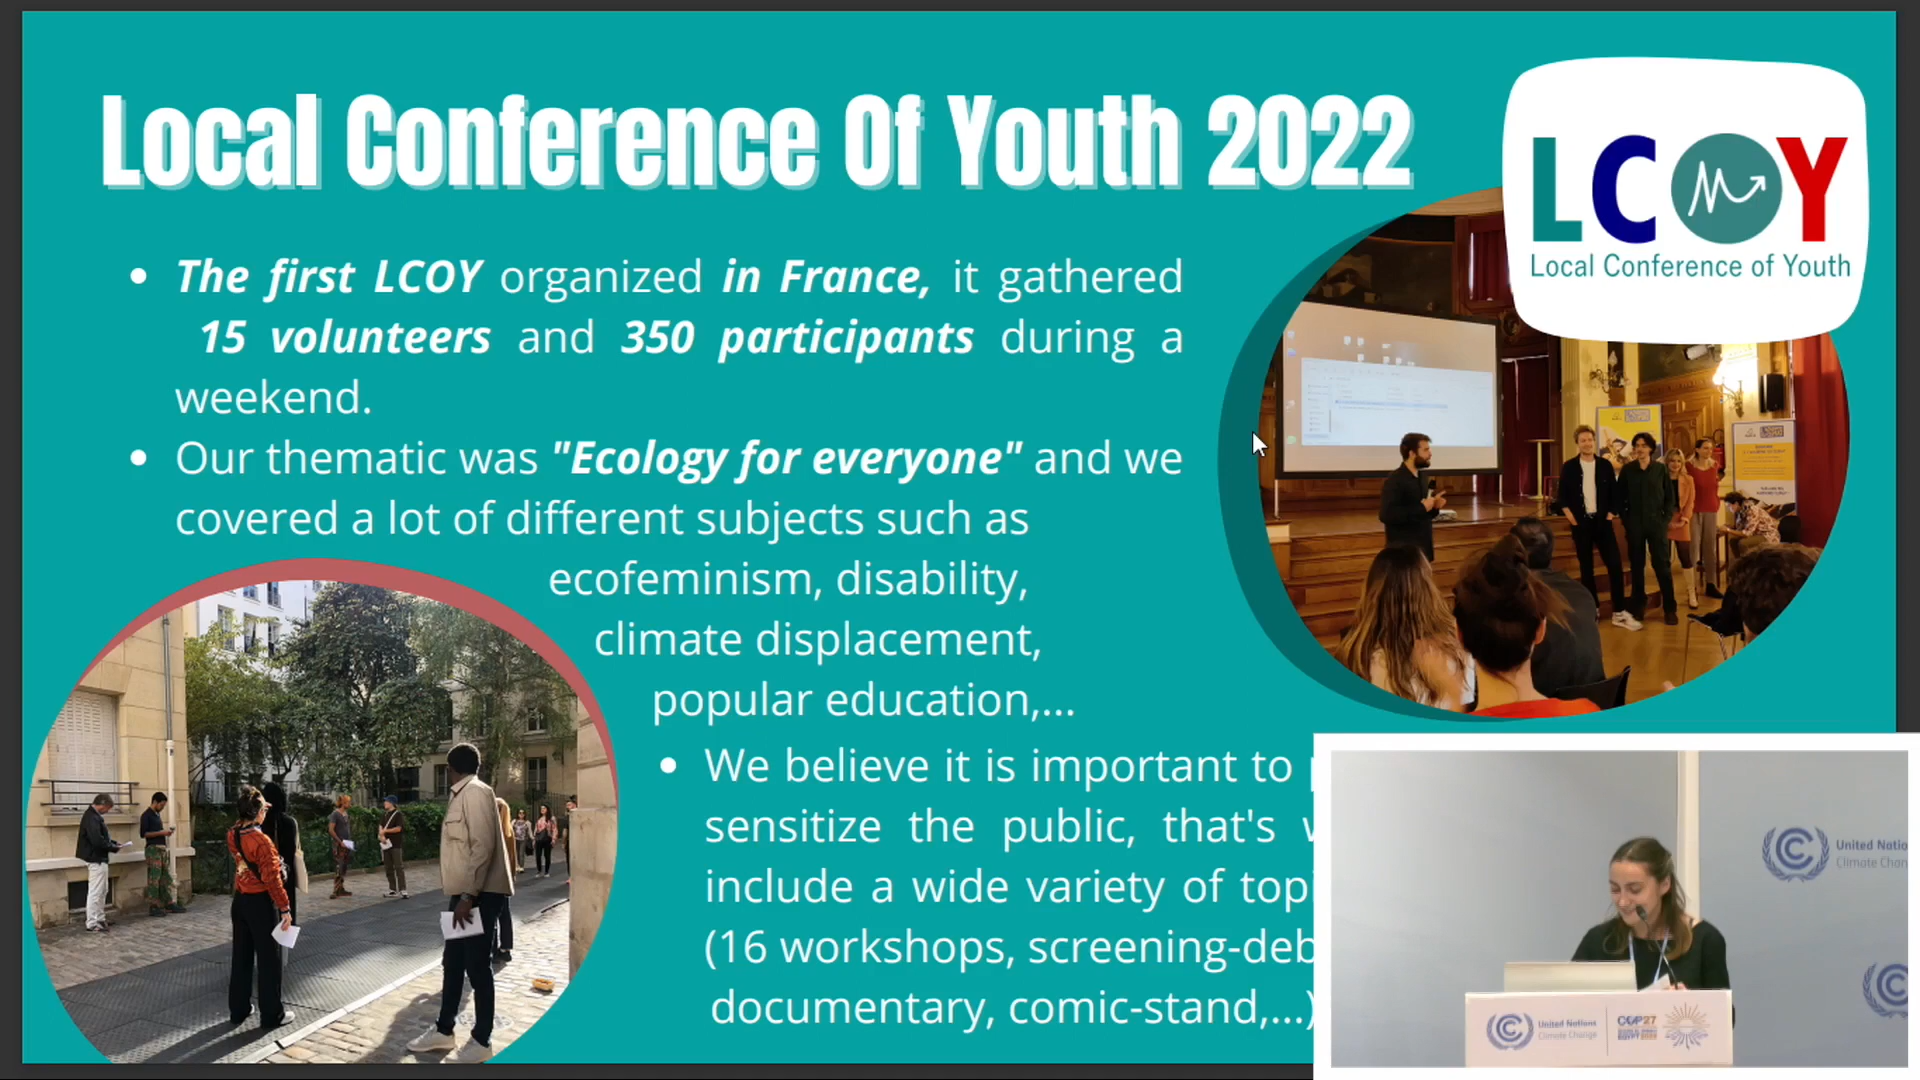 Local Conference Of Youth 2022
LCOY
Local Conference of Youth
The first LCOY organized in France, it gathered
15 volunteers and 350 participants during a
weekend.
Our thematic was "Ecology for everyone" and we
covered a lot of different subjects such as
ecofeminism, disability,
climate displacement,
popular education,...
We believe it is important to
sensitize the public, that's
include a wide variety of
(16 workshops,
documentary, comic-stand,...)
United
Climate
United Nations
Climate Change
COP27